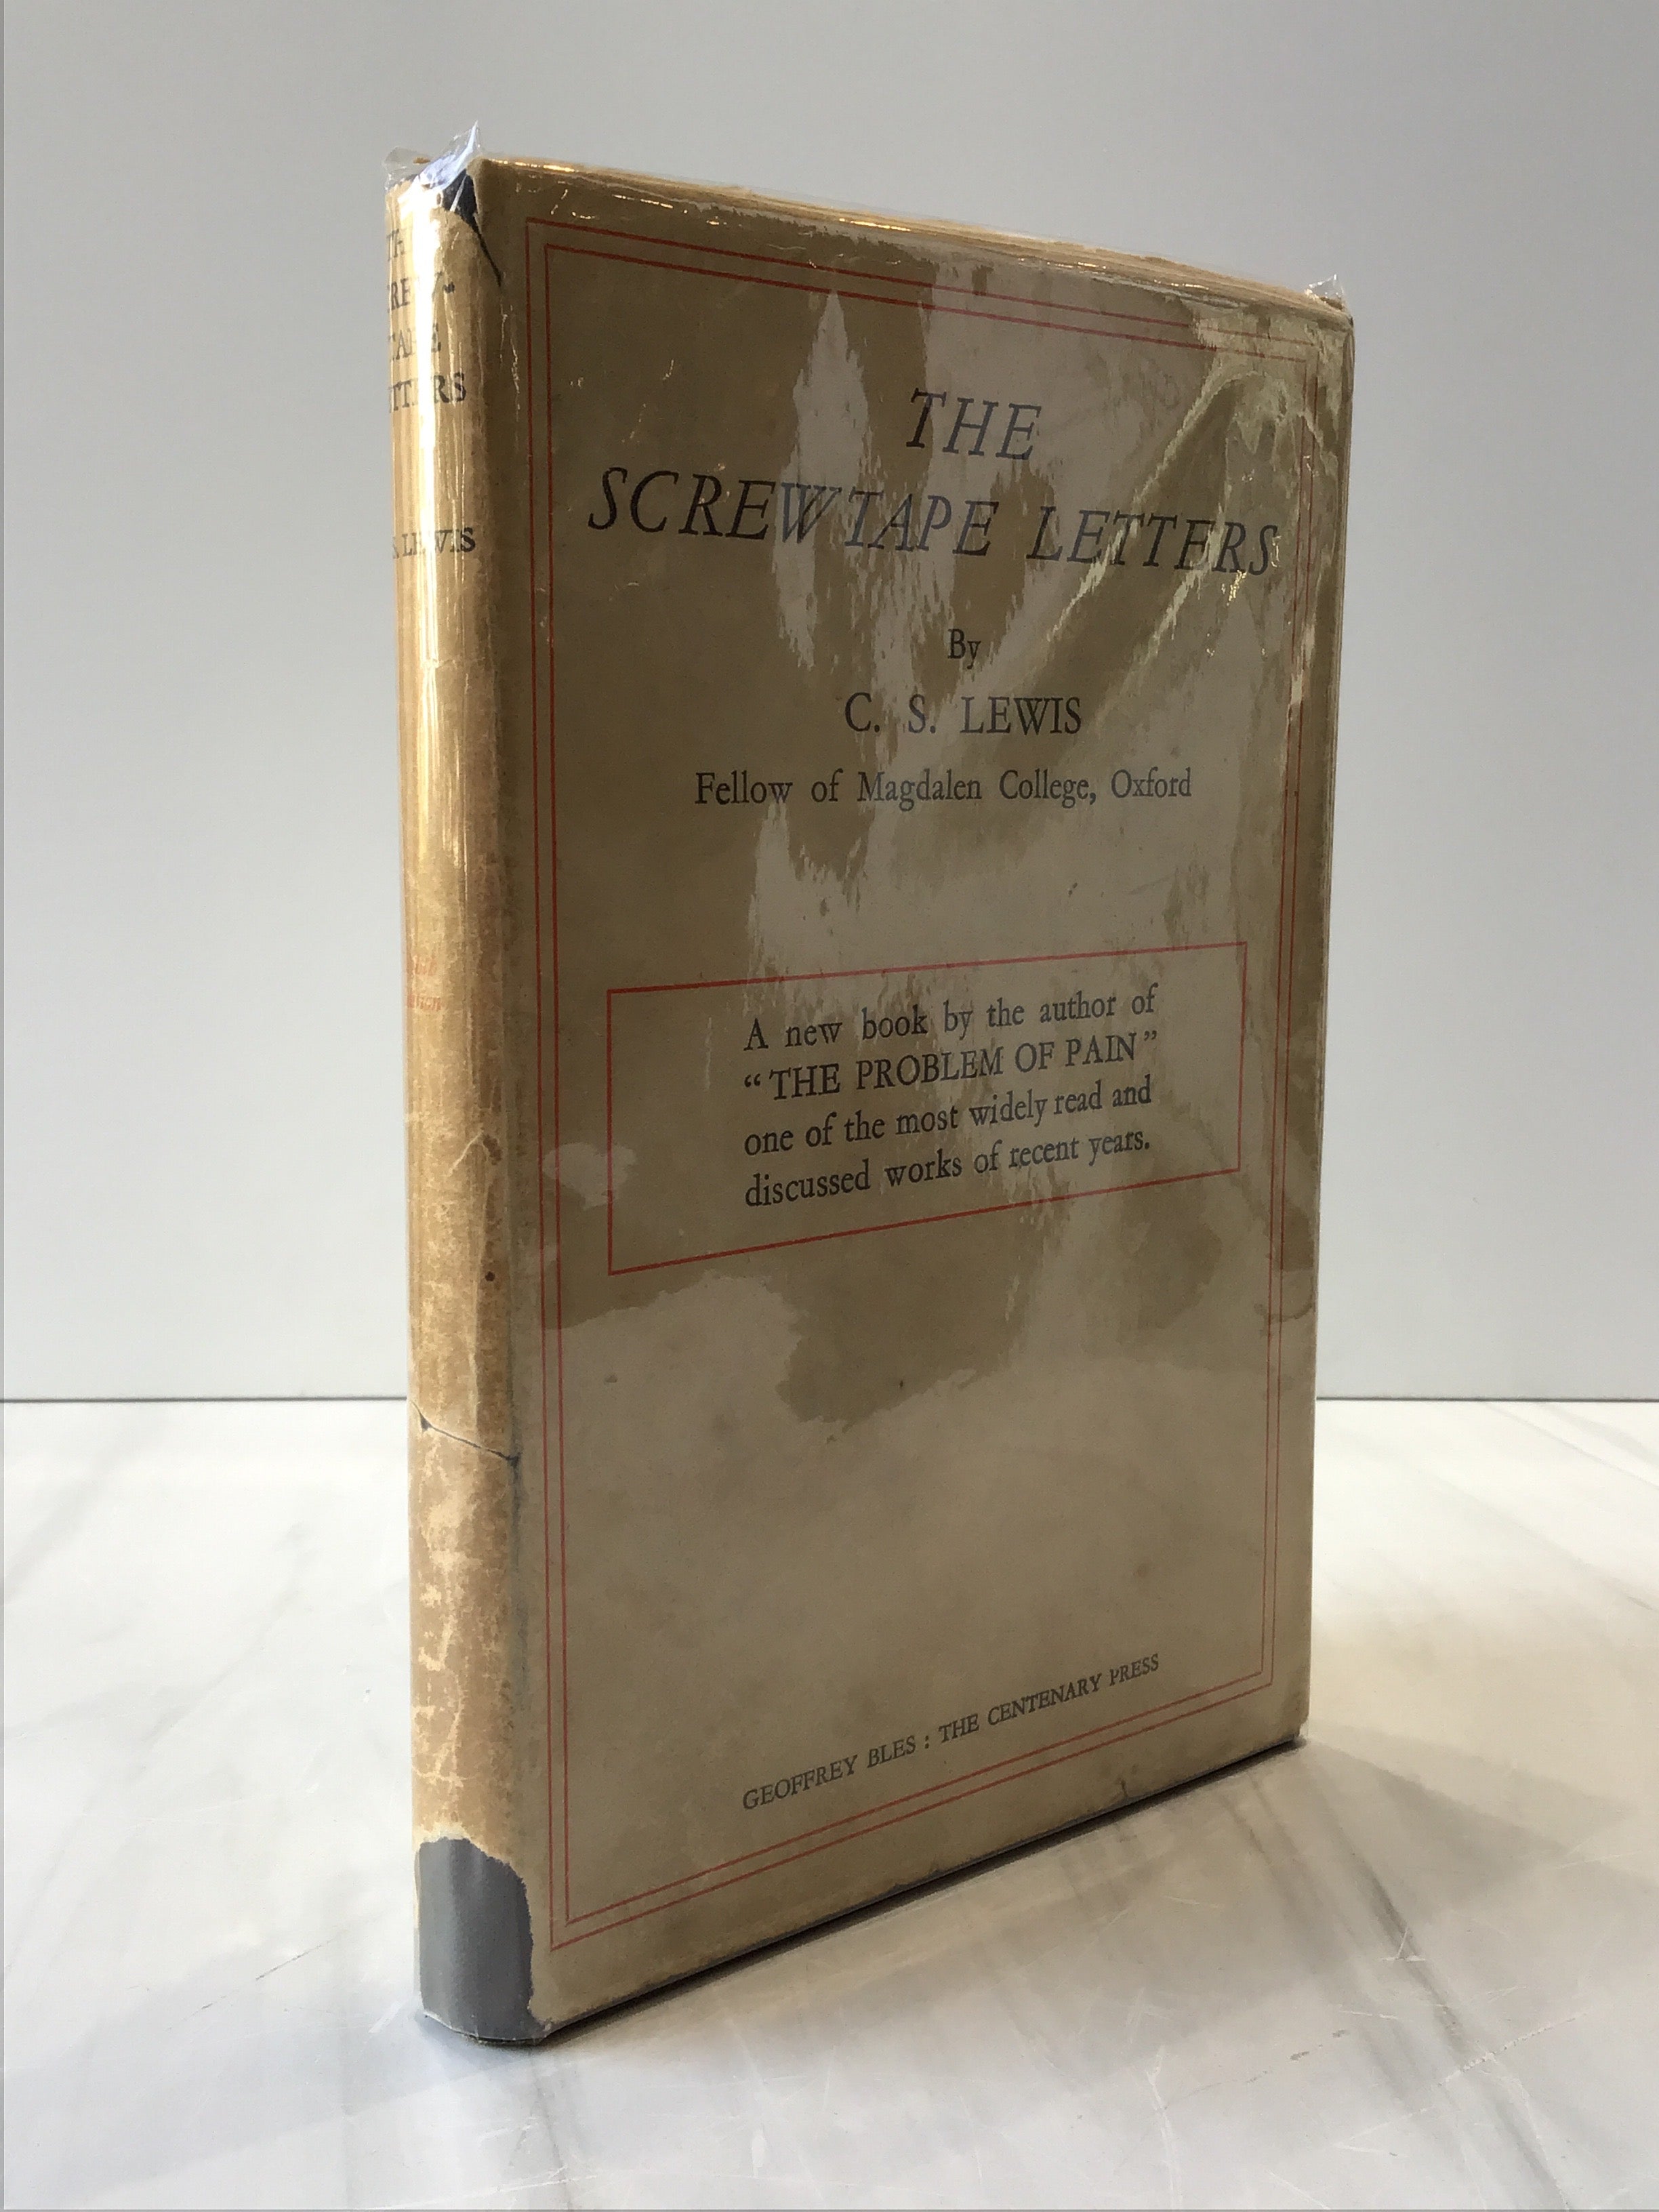 LEWIS
THE
SCREWTAPE LETTERS
By
C. S. LEWIS
Fellow of Magdalen College, Oxford
A new book by the author of
“THE PROBLEM OF PAIN”
one of the most widely read and
discussed works of recent years.
GEOFFREY BLES : THE CENTENARY PRESS